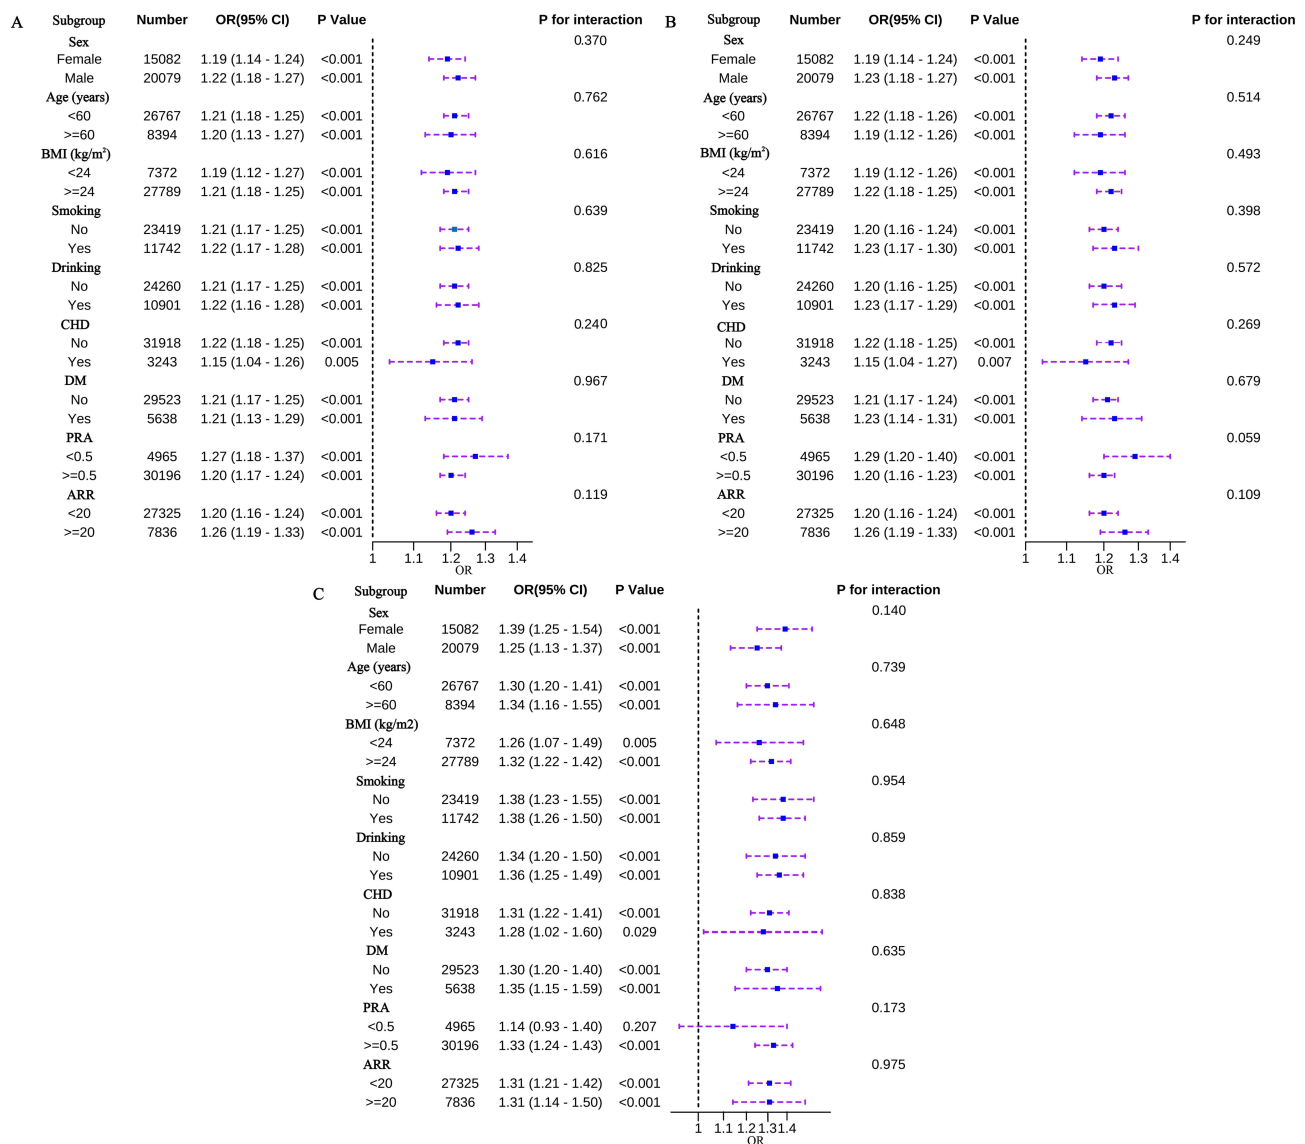 A Subgroup Number OR(95% CI) P Value P for interaction
Sex 0.370
Female 15082 1.19 (1.14 - 1.24) <0.001
Male 20079 1.22 (1.18 - 1.27) <0.001
Age (years) 0.762
<60 26767 1.21 (1.18 - 1.25) <0.001
>=60 8394 1.20 (1.13 - 1.27) <0.001
BMI (kg/m²) 0.616
<24 7372 1.19 (1.12 - 1.27) <0.001
>=24 27789 1.21 (1.18 - 1.25) <0.001
Smoking 0.639
No 23419 1.21 (1.17 - 1.25) <0.001
Yes 11742 1.22 (1.17 - 1.28) <0.001
Drinking 0.825
No 24260 1.21 (1.17 - 1.25) <0.001
Yes 10901 1.22 (1.16 - 1.28) <0.001
CHD 0.240
No 31918 1.22 (1.18 - 1.25) <0.001
Yes 3243 1.15 (1.04 - 1.26) 0.005
DM 0.967
No 29523 1.21 (1.17 - 1.25) <0.001
Yes 5638 1.21 (1.13 - 1.29) <0.001
PRA 0.171
<0.5 4965 1.27 (1.18 - 1.37) <0.001
>=0.5 30196 1.20 (1.17 - 1.24) <0.001
ARR 0.119
<20 27325 1.20 (1.16 - 1.24) <0.001
>=20 7836 1.26 (1.19 - 1.33) <0.001
1 1.1 1.2 1.3 1.4
OR
B Subgroup Number OR(95% CI) P Value P for interaction
Sex 0.249
Female 15082 1.19 (1.14 - 1.24) <0.001
Male 20079 1.23 (1.18 - 1.27) <0.001
Age (years) 0.514
<60 26767 1.22 (1.18 - 1.26) <0.001
>=60 8394 1.19 (1.12 - 1.26) <0.001
BMI (kg/m²) 0.493
<24 7372 1.19 (1.12 - 1.26) <0.001
>=24 27789 1.22 (1.18 - 1.25) <0.001
Smoking 0.398
No 23419 1.20 (1.16 - 1.24) <0.001
Yes 11742 1.23 (1.17 - 1.30) <0.001
Drinking 0.572
No 24260 1.20 (1.16 - 1.25) <0.001
Yes 10901 1.23 (1.17 - 1.29) <0.001
CHD 0.269
No 31918 1.22 (1.18 - 1.25) <0.001
Yes 3243 1.15 (1.04 - 1.27) 0.007
DM 0.679
No 29523 1.21 (1.17 - 1.24) <0.001
Yes 5638 1.23 (1.14 - 1.31) <0.001
PRA 0.059
<0.5 4965 1.29 (1.20 - 1.40) <0.001
>=0.5 30196 1.20 (1.16 - 1.23) <0.001
ARR 0.109
<20 27325 1.20 (1.16 - 1.24) <0.001
>=20 7836 1.26 (1.19 - 1.33) <0.001
1 1.1 1.2 1.3 1.4
OR
C Subgroup Number OR(95% CI) P Value P for interaction
Sex 0.140
Female 15082 1.39 (1.25 - 1.54) <0.001
Male 20079 1.25 (1.13 - 1.37) <0.001
Age (years) 0.739
<60 26767 1.30 (1.20 - 1.41) <0.001
>=60 8394 1.34 (1.16 - 1.55) <0.001
BMI (kg/m2) 0.648
<24 7372 1.26 (1.07 - 1.49) 0.005
>=24 27789 1.32 (1.22 - 1.42) <0.001
Smoking 0.954
No 23419 1.38 (1.23 - 1.55) <0.001
Yes 11742 1.38 (1.26 - 1.50) <0.001
Drinking 0.859
No 24260 1.34 (1.20 - 1.50) <0.001
Yes 10901 1.36 (1.25 - 1.49) <0.001
CHD 0.838
No 31918 1.31 (1.22 - 1.41) <0.001
Yes 3243 1.28 (1.02 - 1.60) 0.029
DM 0.635
No 29523 1.30 (1.20 - 1.40) <0.001
Yes 5638 1.35 (1.15 - 1.59) <0.001
PRA 0.173
<0.5 4965 1.14 (0.93 - 1.40) 0.207
>=0.5 30196 1.33 (1.24 - 1.43) <0.001
ARR 0.975
<20 27325 1.31 (1.21 - 1.42) <0.001
>=20 7836 1.31 (1.14 - 1.50) <0.001
1 1.1 1.2 1.3 1.4
OR